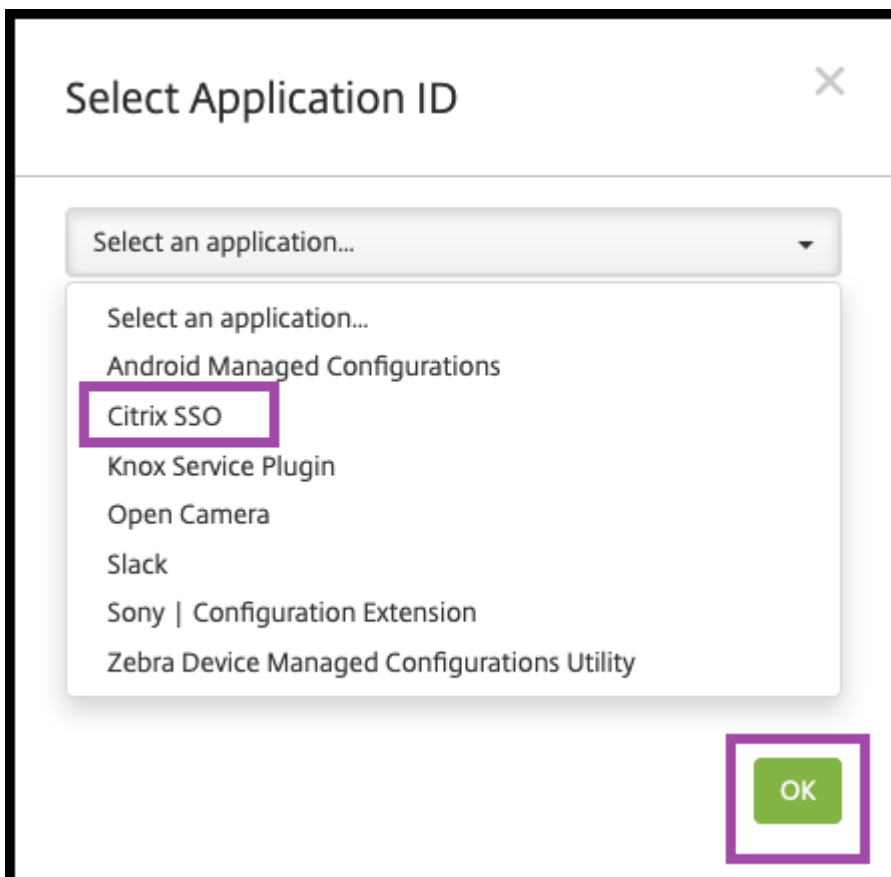 Select Application ID
Select an application...
Select an application...
Android Managed Configurations
Citrix SSO
Knox Service Plugin
Open Camera
Slack
Sony | Configuration Extension
Zebra Device Managed Configurations Utility
OK